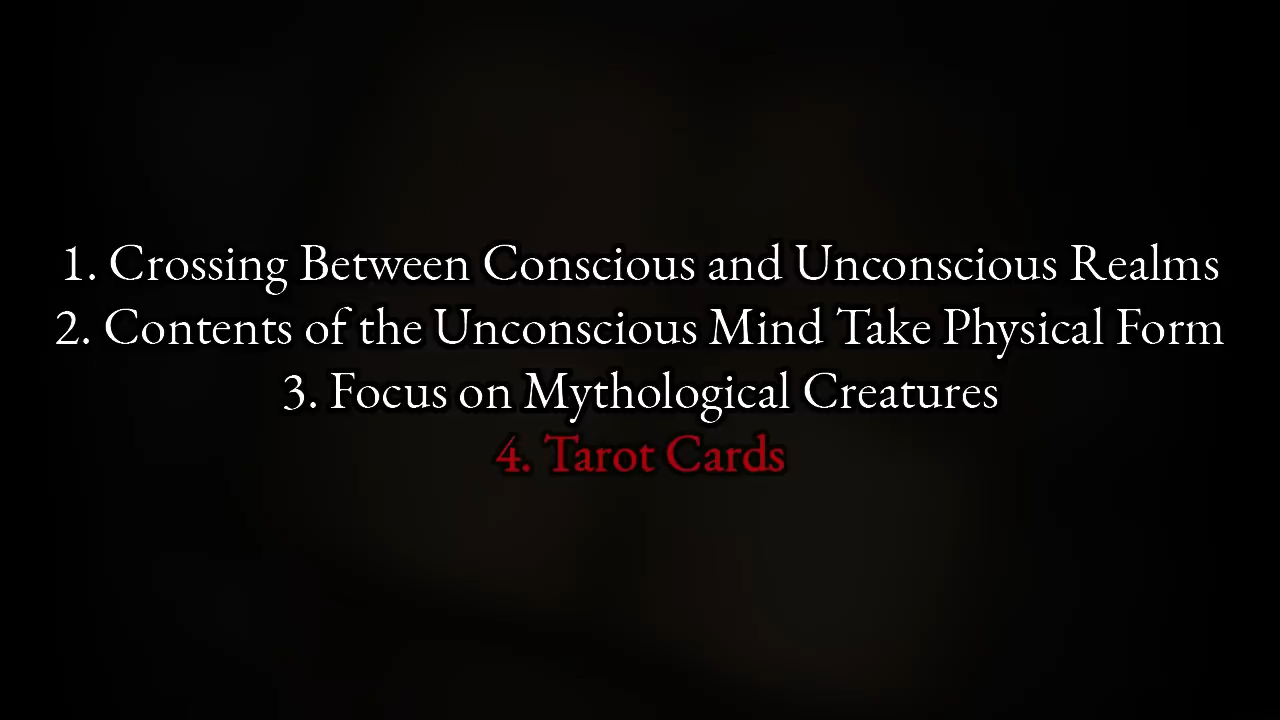 1. Crossing Between Conscious and Unconscious Realms
2. Contents of the Unconscious Mind Take Physical Form
3. Focus on Mythological Creatures
4. Tarot Cards